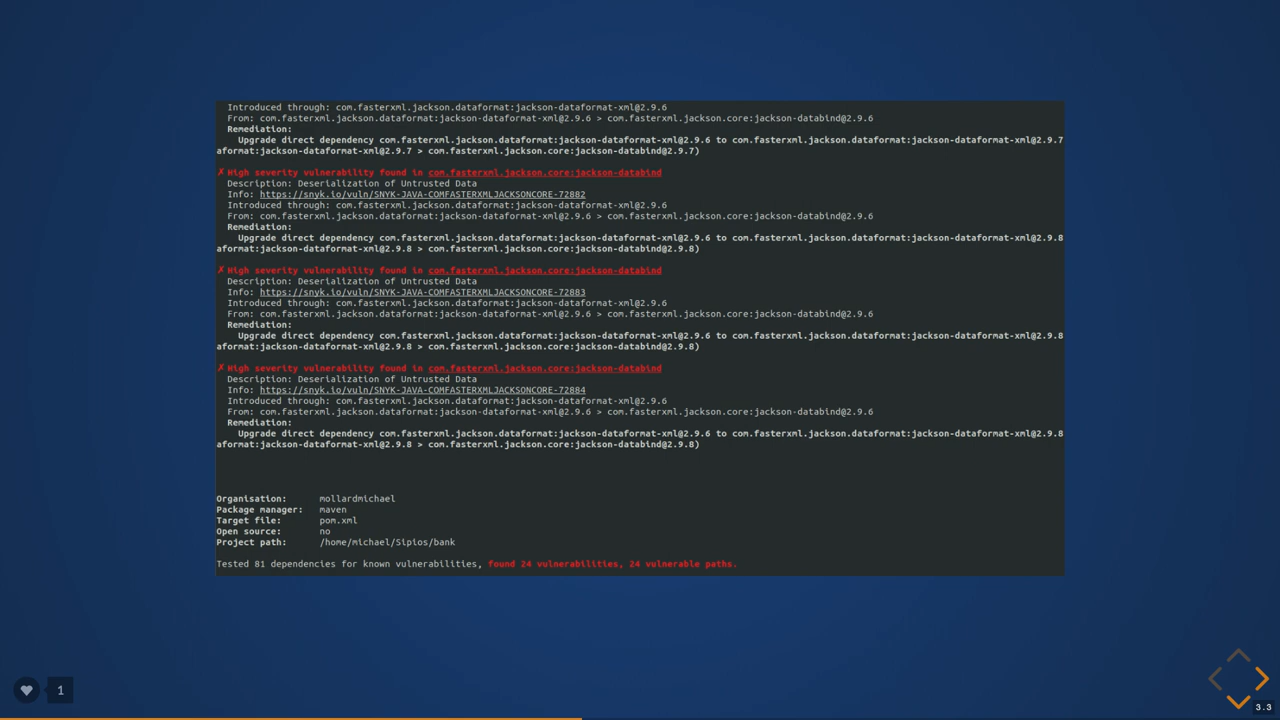 Introduced through: com.fasterxml.jackson.dataformat:jackson-dataformat-xml@2.9.6
From: com.fasterxml.jackson.dataformat:jackson-dataformat-xml@2.9.6 > com.fasterxml.jackson.core:jackson-databind@2.9.6
Remediation:
Upgrade direct dependency com.fasterxml.jackson.dataformat:jackson-dataformat-xml@2.9.6 to com.fasterxml.jackson.dataformat:jackson-dataformat-xml@2.9.7
aformat:jackson-dataformat-xml@2.9.7 > com.fasterxml.jackson.core:jackson-databind@2.9.7)
✗ High severity vulnerability found in com.fasterxml.jackson.core:jackson-databind
Description: Deserialization of Untrusted Data
Info: https://snyk.io/vuln/SNYK-JAVA-COMFASTERXMLJACKSONCORE-72882
Introduced through: com.fasterxml.jackson.dataformat:jackson-dataformat-xml@2.9.6
From: com.fasterxml.jackson.dataformat:jackson-dataformat-xml@2.9.6 > com.fasterxml.jackson.core:jackson-databind@2.9.6
Remediation:
Upgrade direct dependency com.fasterxml.jackson.dataformat:jackson-dataformat-xml@2.9.6 to com.fasterxml.jackson.dataformat:jackson-dataformat-xml@2.9.8
aformat:jackson-dataformat-xml@2.9.8 > com.fasterxml.jackson.core:jackson-databind@2.9.8)
✗ High severity vulnerability found in com.fasterxml.jackson.core:jackson-databind
Description: Deserialization of Untrusted Data
Info: https://snyk.io/vuln/SNYK-JAVA-COMFASTERXMLJACKSONCORE-72883
Introduced through: com.fasterxml.jackson.dataformat:jackson-dataformat-xml@2.9.6
From: com.fasterxml.jackson.dataformat:jackson-dataformat-xml@2.9.6 > com.fasterxml.jackson.core:jackson-databind@2.9.6
Remediation:
Upgrade direct dependency com.fasterxml.jackson.dataformat:jackson-dataformat-xml@2.9.6 to com.fasterxml.jackson.dataformat:jackson-dataformat-xml@2.9.8
aformat:jackson-dataformat-xml@2.9.8 > com.fasterxml.jackson.core:jackson-databind@2.9.8)
✗ High severity vulnerability found in com.fasterxml.jackson.core:jackson-databind
Description: Deserialization of Untrusted Data
Info: https://snyk.io/vuln/SNYK-JAVA-COMFASTERXMLJACKSONCORE-72884
Introduced through: com.fasterxml.jackson.dataformat:jackson-dataformat-xml@2.9.6
From: com.fasterxml.jackson.dataformat:jackson-dataformat-xml@2.9.6 > com.fasterxml.jackson.core:jackson-databind@2.9.6
Remediation:
Upgrade direct dependency com.fasterxml.jackson.dataformat:jackson-dataformat-xml@2.9.6 to com.fasterxml.jackson.dataformat:jackson-dataformat-xml@2.9.8
aformat:jackson-dataformat-xml@2.9.8 > com.fasterxml.jackson.core:jackson-databind@2.9.8)
Organisation: mollardmichael
Package manager: maven
Target file: pom.xml
Open source: no
Project path: /home/michael/Sipios/bank
Tested 81 dependencies for known vulnerabilities, found 24 vulnerabilities, 24 vulnerable paths.
1
3.3